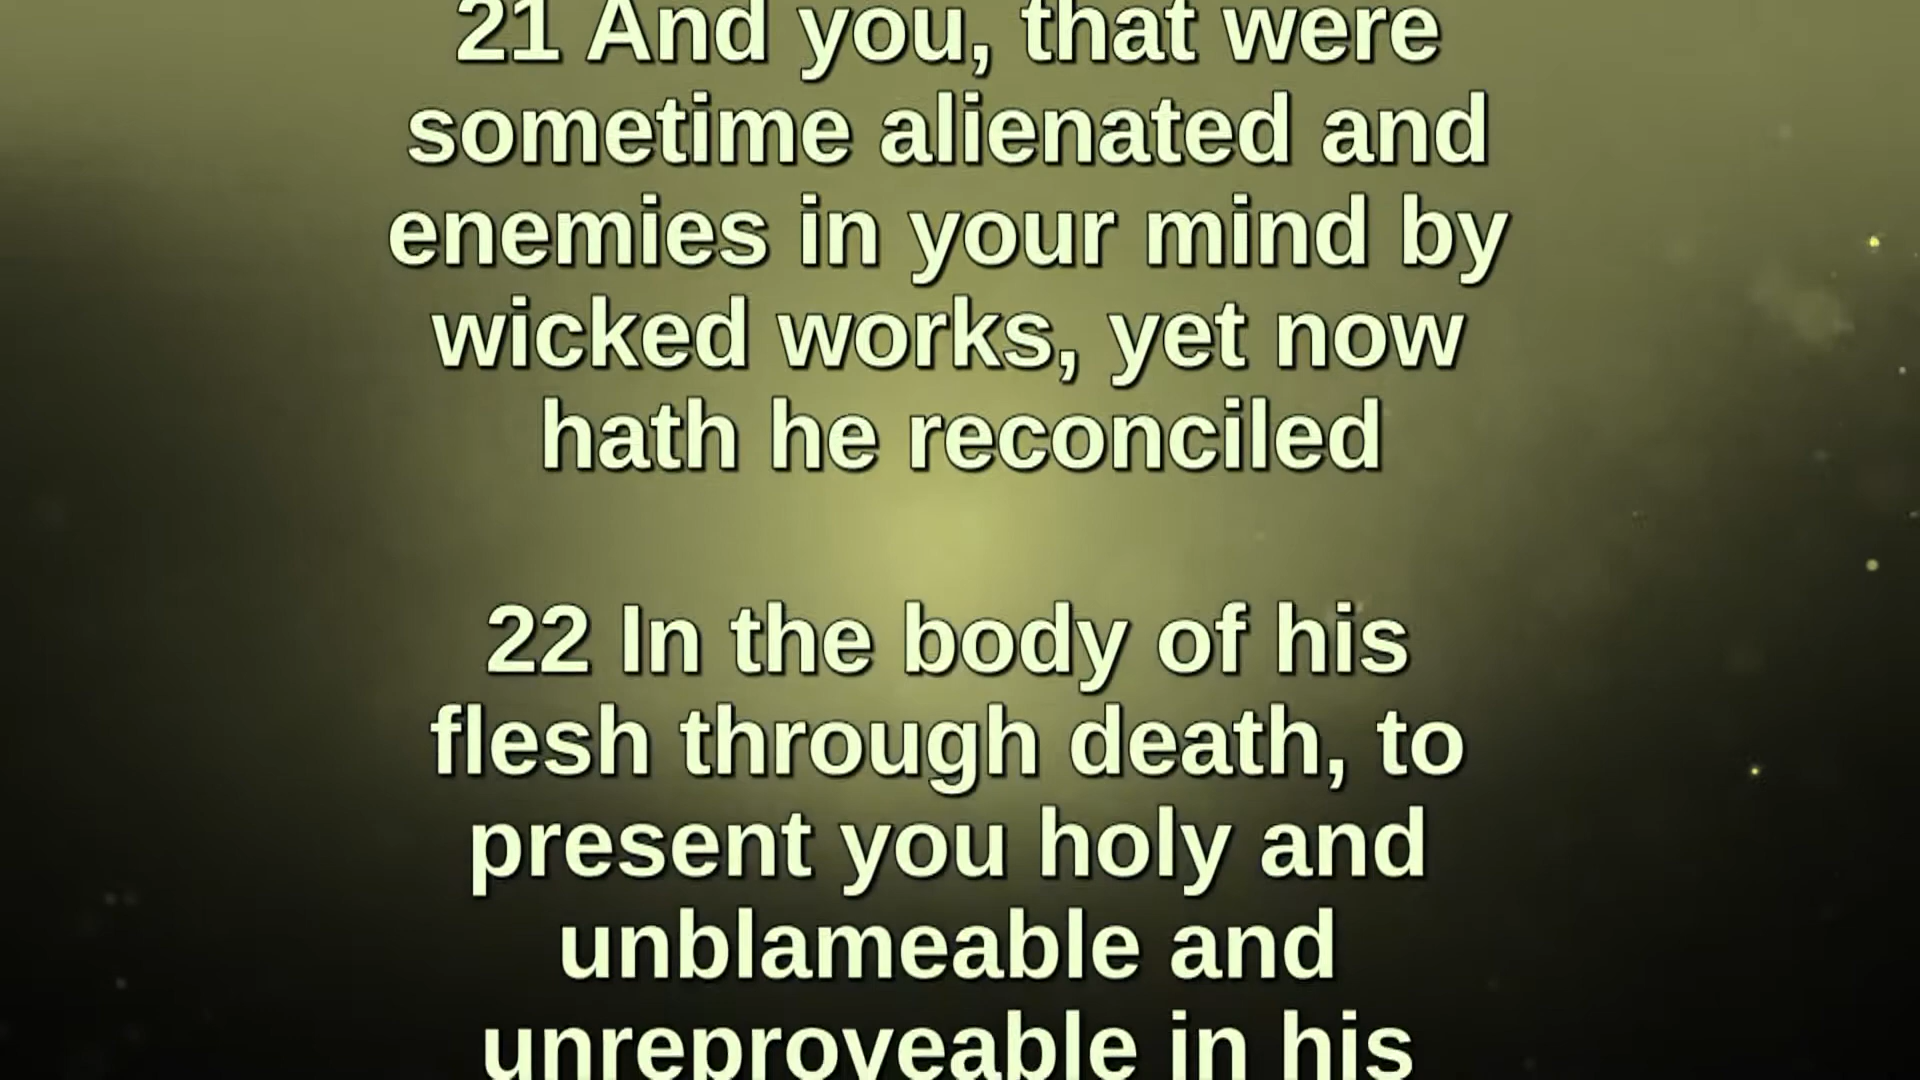 21 And you, that were
sometime alienated and
enemies in your mind by
wicked works, yet now
hath he reconciled
22 In the body of his
flesh through death, to
present you holy and
unblameable and
unreproveable in his